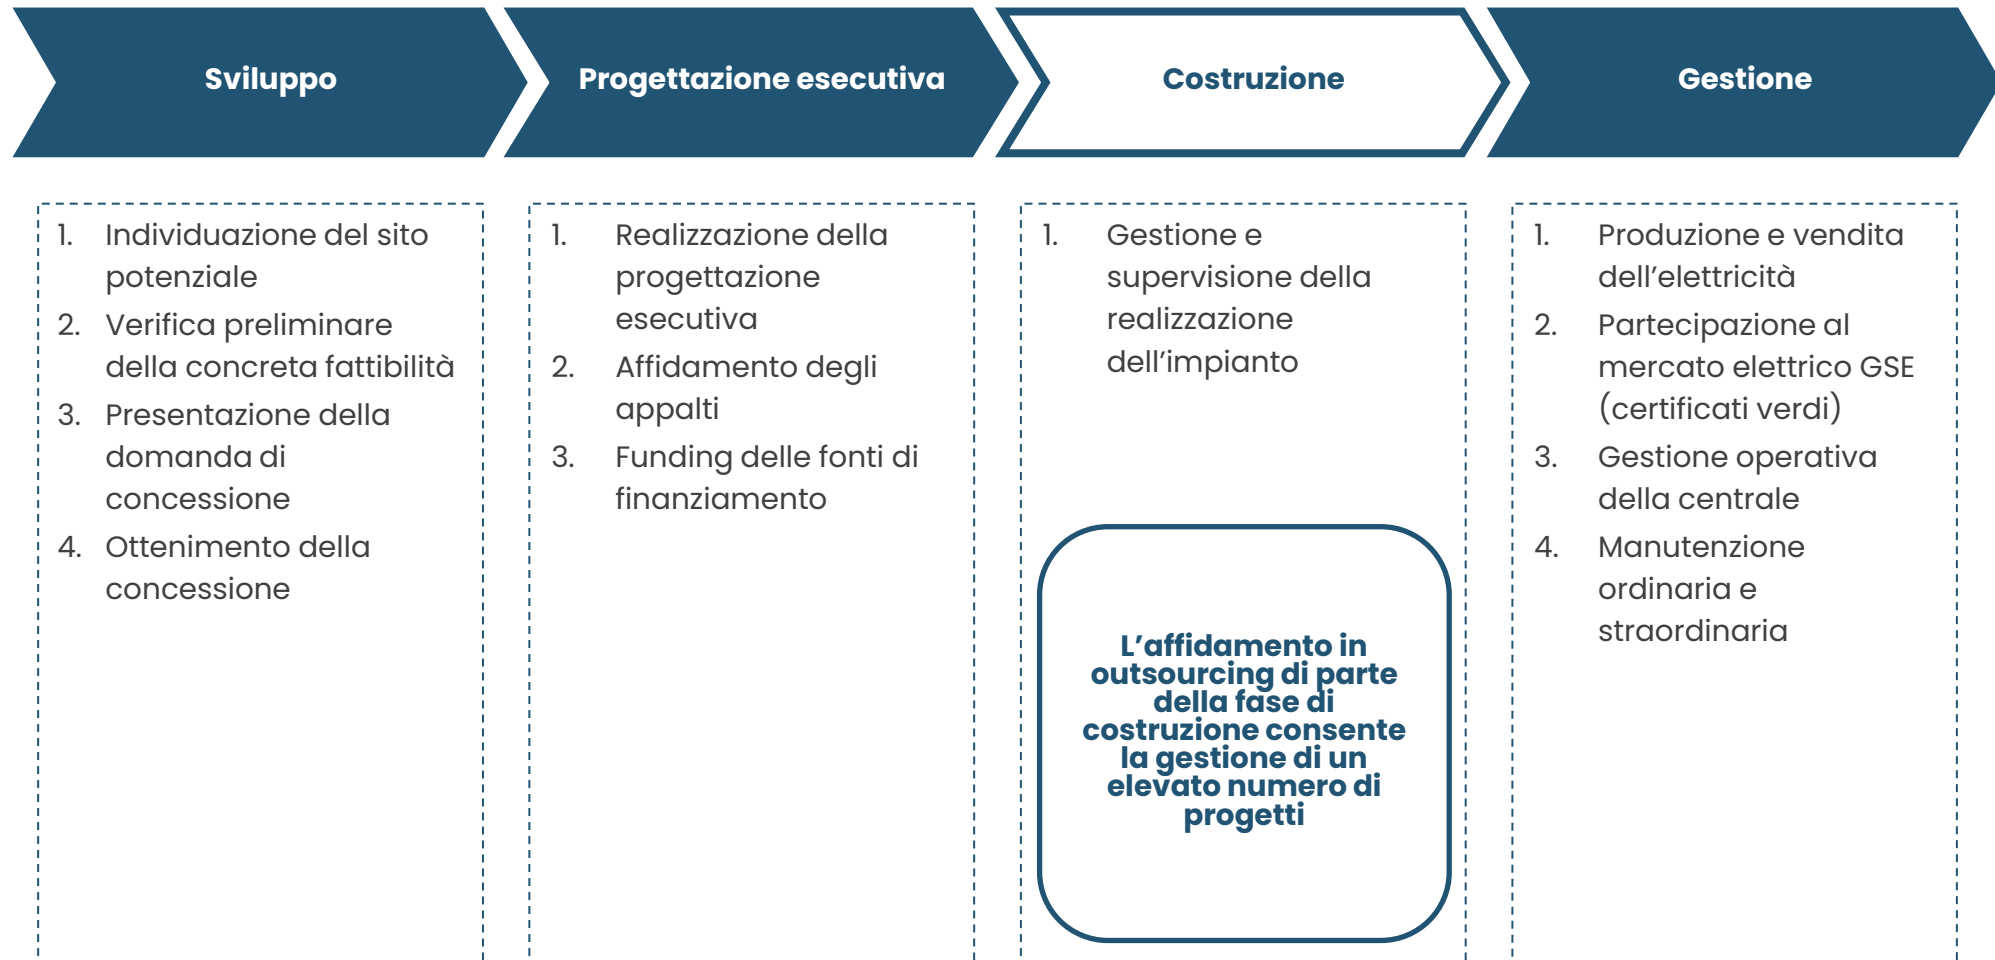 Sviluppo
Progettazione esecutiva
Costruzione
Gestione
1. Individuazione del sito
potenziale
2. Verifica preliminare
della concreta fattibilità
3. Presentazione della
domanda di
concessione
4. Ottenimento della
concessione
1. Realizzazione della
progettazione
esecutiva
2. Affidamento degli
appalti
3. Funding delle fonti di
finanziamento
1. Gestione e
supervisione della
realizzazione
dell’impianto
L’affidamento in
outsourcing di parte
della fase di
costruzione consente
la gestione di un
elevato numero di
progetti
1. Produzione e vendita
dell’elettricità
2. Partecipazione al
mercato elettrico GSE
(certificati verdi)
3. Gestione operativa
della centrale
4. Manutenzione
ordinaria e
straordinaria